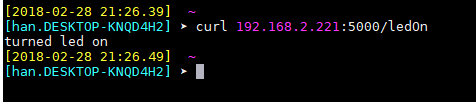 [2018-02-28 21:26.39] ~
[han.DESKTOP-KNQD4H2] ➤ curl 192.168.2.221:5000/ledOn
turned led on
[2018-02-28 21:26.49] ~
[han.DESKTOP-KNQD4H2] ➤